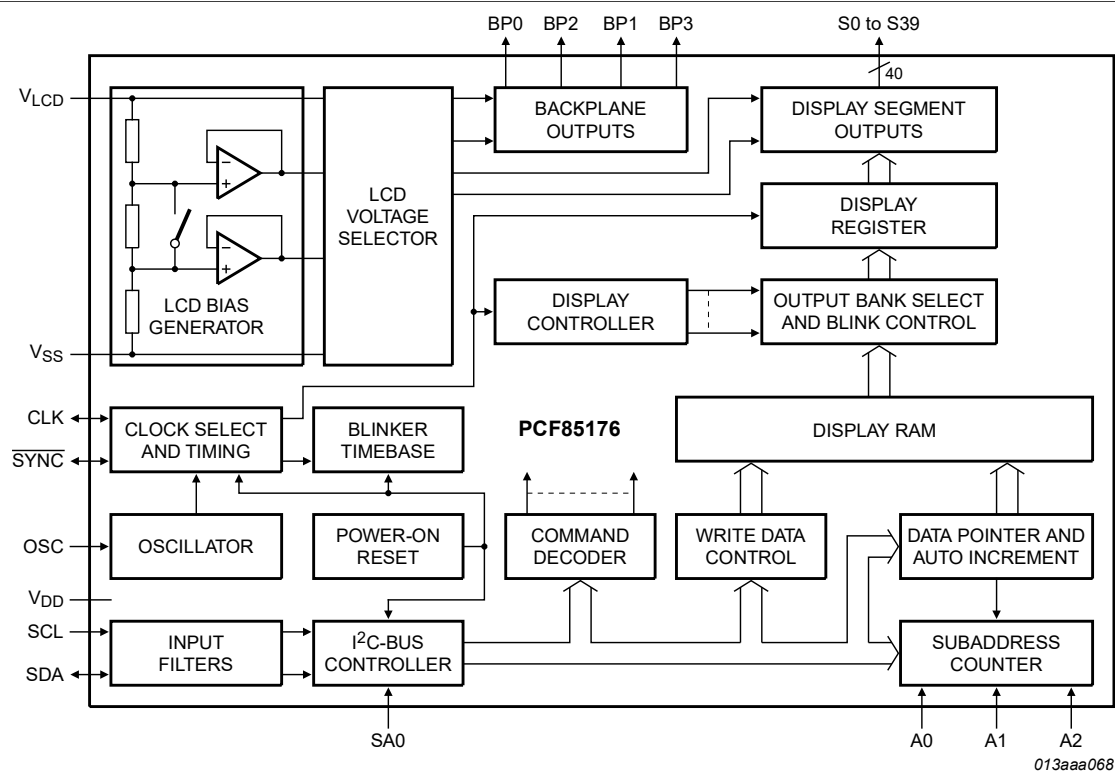 BP0 BP2 BP1 BP3 S0 to S39
40
VLCD
BACKPLANE
OUTPUTS
DISPLAY SEGMENT
OUTPUTS
LCD
VOLTAGE
SELECTOR
DISPLAY
REGISTER
LCD BIAS
GENERATOR
DISPLAY
CONTROLLER
OUTPUT BANK SELECT
AND BLINK CONTROL
VSS
CLK
SYNC
CLOCK SELECT
AND TIMING
BLINKER
TIMEBASE
PCF85176
DISPLAY RAM
OSC
OSCILLATOR
POWER-ON
RESET
COMMAND
DECODER
WRITE DATA
CONTROL
DATA POINTER AND
AUTO INCREMENT
VDD
SCL
SDA
INPUT
FILTERS
I2C-BUS
CONTROLLER
SUBADDRESS
COUNTER
SA0 A0 A1 A2
013aaa068